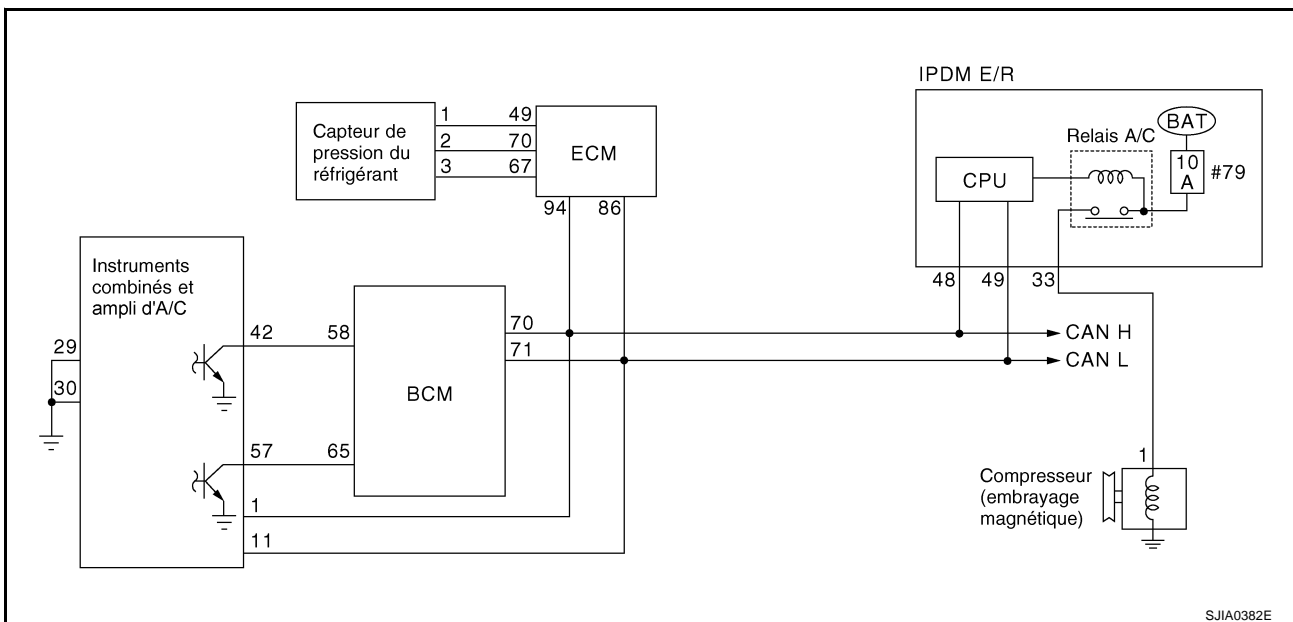 IPDM E/R
BAT
Relais A/C
10
A
#79
CPU
48
49
33
Capteur de
pression du
réfrigérant
1
2
3
49
70
67
ECM
94
86
Instruments
combinés et
ampli d'A/C
29
30
42
58
57
65
1
11
BCM
70
71
CAN H
CAN L
1
Compresseur
(embrayage
magnétique)
SJIA0382E